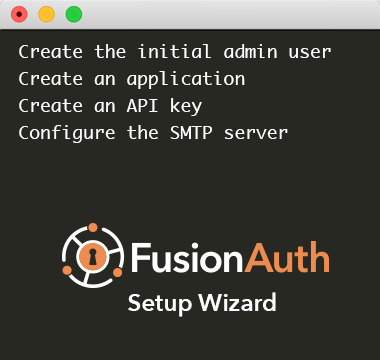 Create the initial admin user
Create an application
Create an API key
Configure the SMTP server
FusionAuth
Setup Wizard